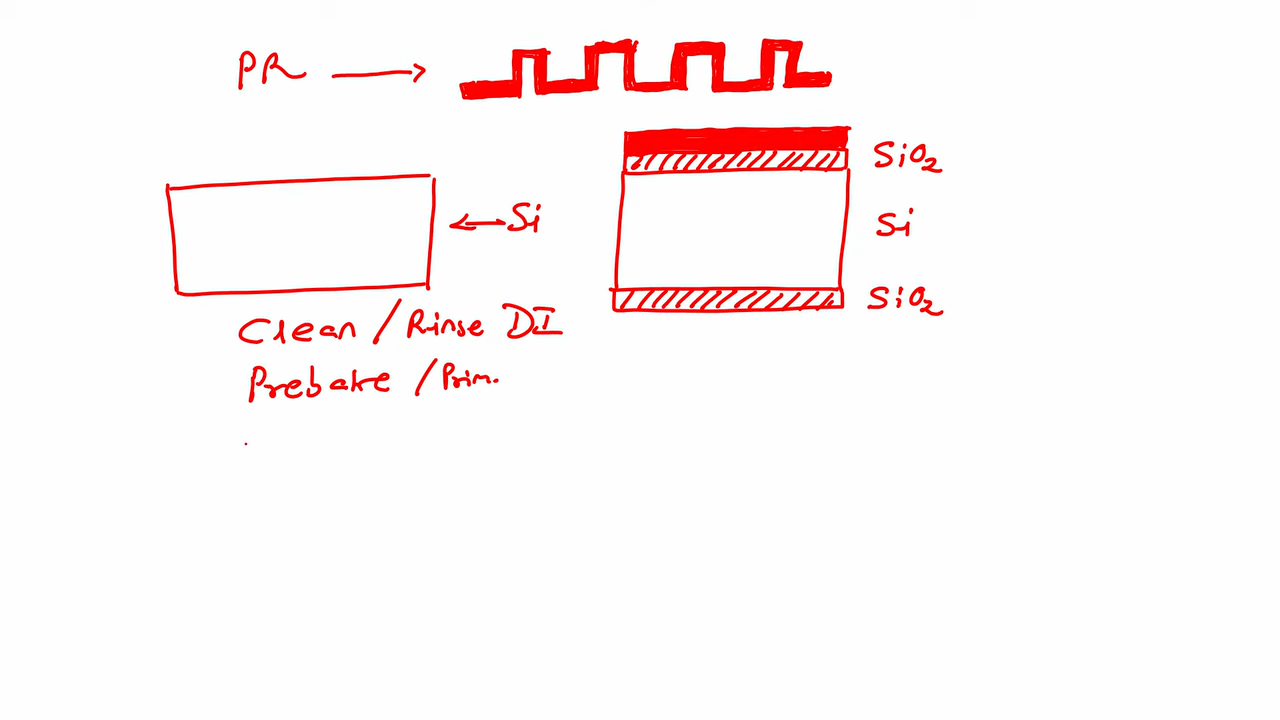 PR
SiO2
Si
Si
SiO2
Clean / Rinse DI
Prebake / Prim.